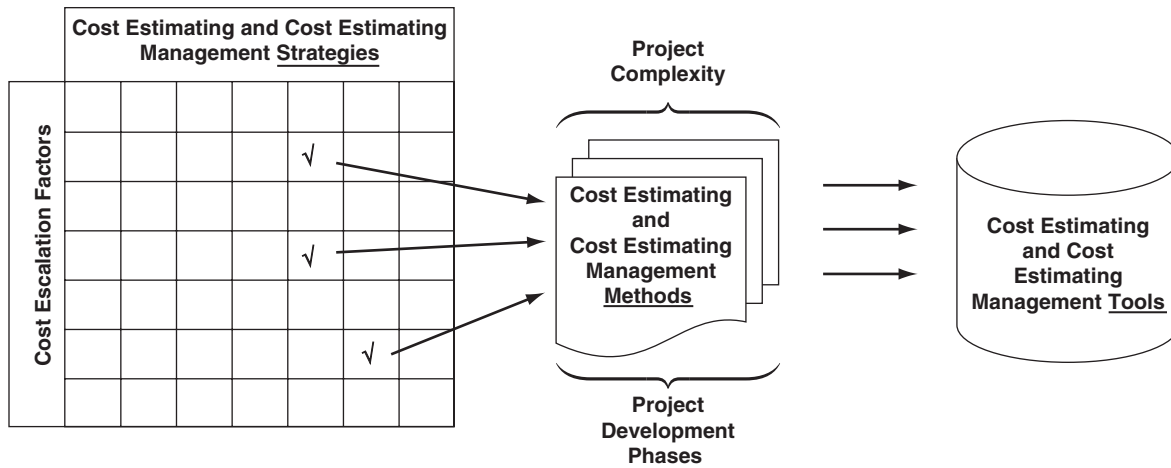 Cost Estimating and Cost Estimating
Management Strategies
Cost Escalation Factors
√
√
√
Project
Complexity
Cost Estimating
and
Cost Estimating
Management
Methods
Project
Development
Phases
Cost Estimating
and Cost
Estimating
Management Tools